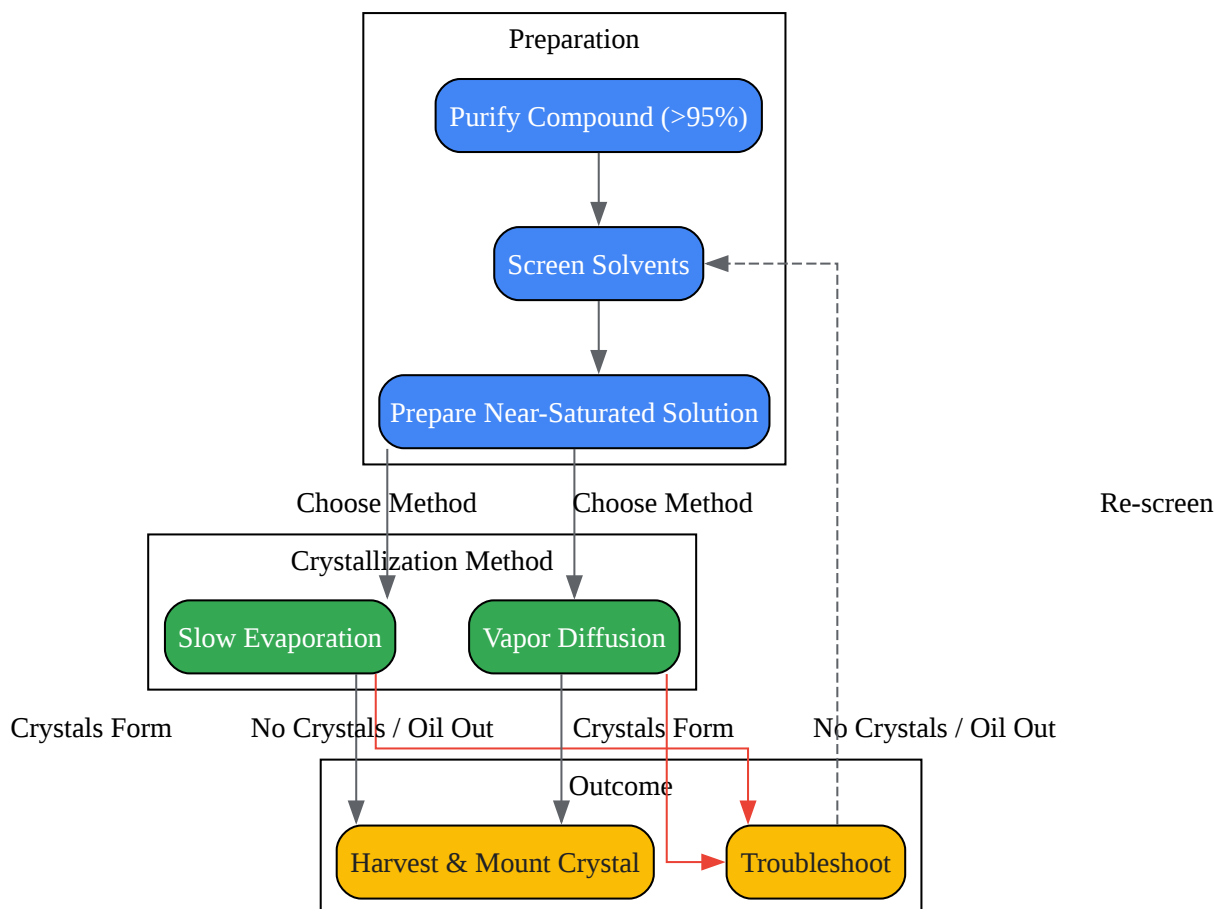 Preparation
Purify Compound (>95%)
Screen Solvents
Prepare Near-Saturated Solution
Choose Method
Choose Method
Re-screen
Crystallization Method
Slow Evaporation
Vapor Diffusion
Crystals Form
No Crystals / Oil Out
Crystals Form
No Crystals / Oil Out
Outcome
Harvest & Mount Crystal
Troubleshoot